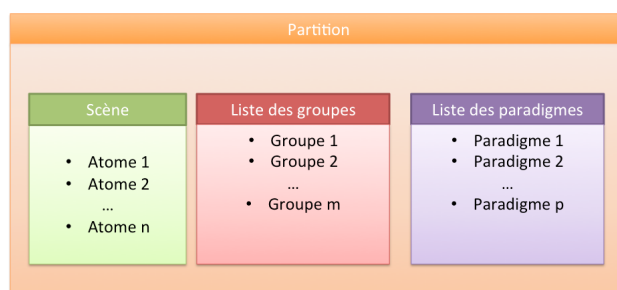 Partition
Scène
• Atome 1
• Atome 2
...
• Atome n
Liste des groupes
• Groupe 1
• Groupe 2
...
• Groupe m
Liste des paradigmes
• Paradigme 1
• Paradigme 2
...
• Paradigme p